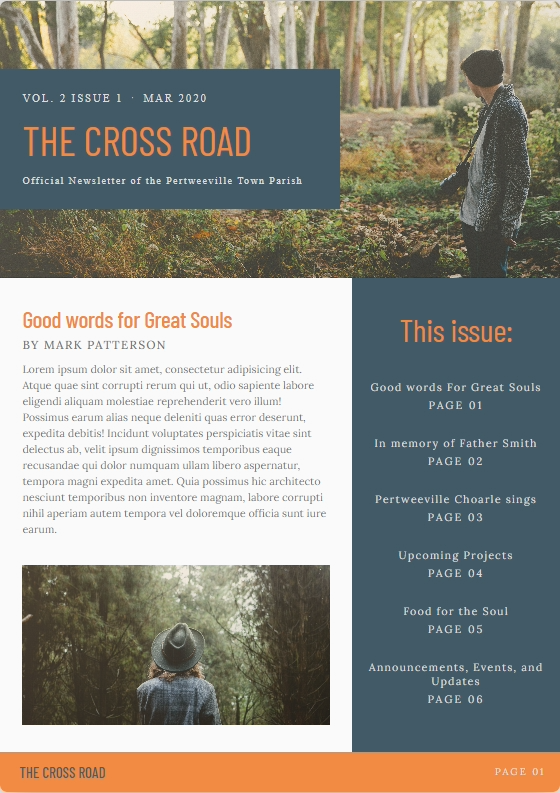 VOL. 2 ISSUE 1 · MAR 2020
THE CROSS ROAD
Official Newsletter of the Pertweeville Town Parish
Good words for Great Souls
BY MARK PATTERSON
Lorem ipsum dolor sit amet, consectetur adipisicing elit.
Atque quae sint corrupti rerum qui ut, odio sapiente labore
eligendi aliquam molestiae reprehenderit vero illum!
Possimus earum alias neque deleniti quas error deserunt,
expedita debitis! Incidunt voluptates perspiciatis vitae sint
delectus ab, velit ipsum dignissimos temporibus eaque
recusandae qui dolor numquam ullam libero aspernatur,
tempora magni expedita amet. Quia possimus hic architecto
nesciunt temporibus non inventore magnam, labore corrupti
nihil aperiam autem tempora vel doloremque officia sunt iure
earum.
This issue:
Good words For Great Souls
PAGE 01
In memory of Father Smith
PAGE 02
Pertweeville Choarle sings
PAGE 03
Upcoming Projects
PAGE 04
Food for the Soul
PAGE 05
Announcements, Events, and
Updates
PAGE 06
THE CROSS ROAD
PAGE 01